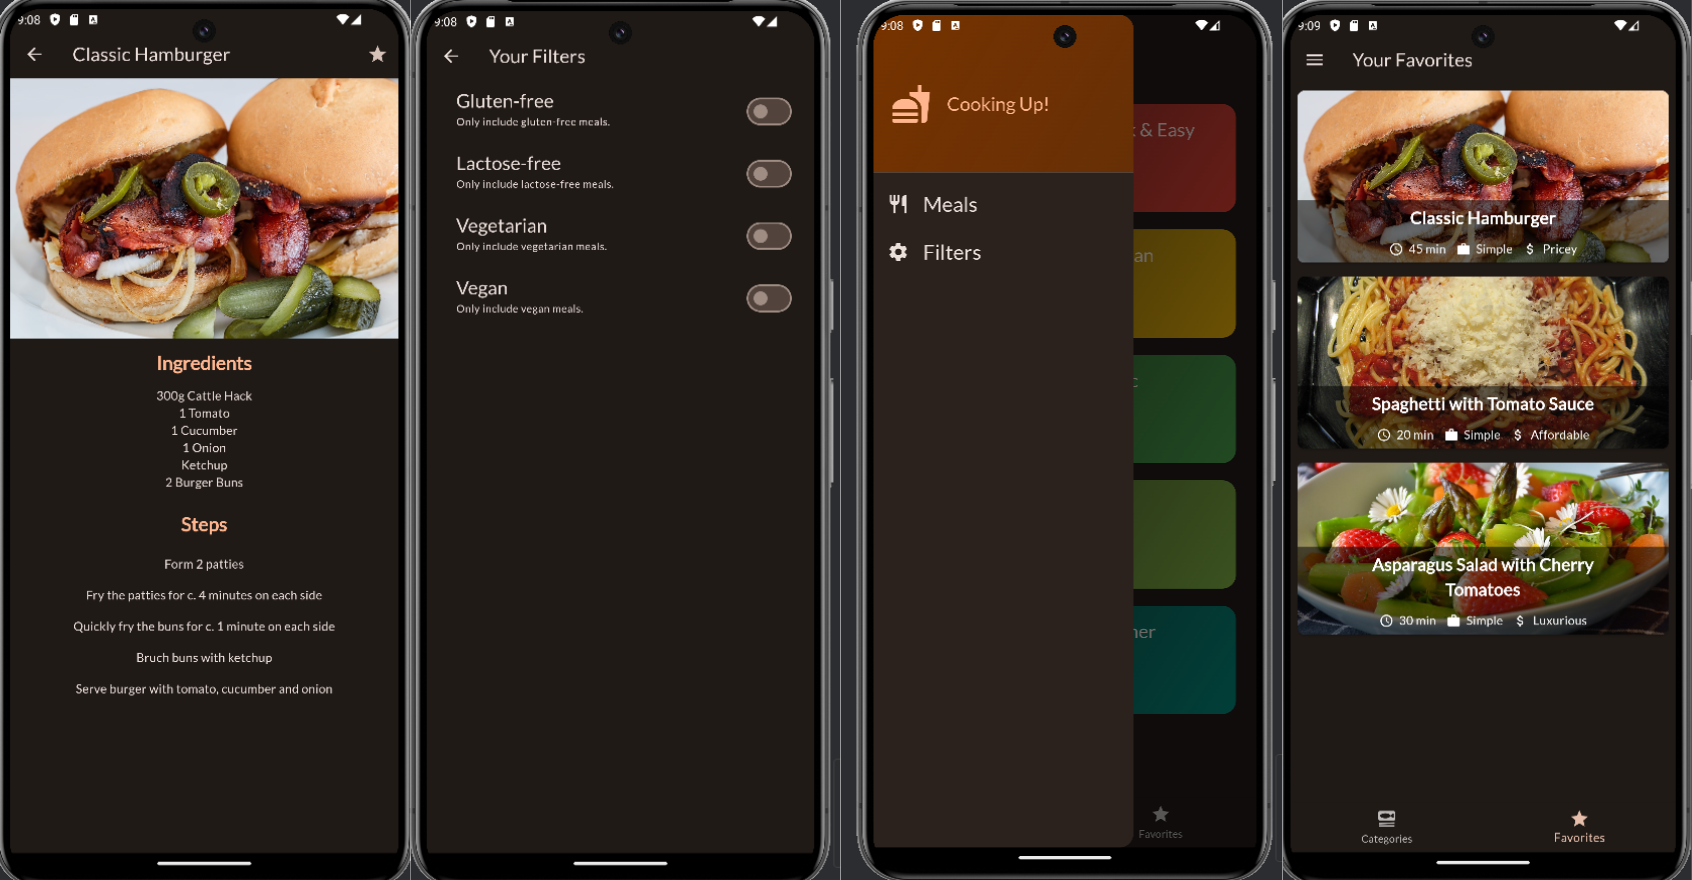 9:08
Classic Hamburger
Ingredients
300g Cattle Hack
1 Tomato
1 Cucumber
1 Onion
Ketchup
2 Burger Buns
Steps
Form 2 patties
Fry the patties for c. 4 minutes on each side
Quickly fry the buns for c. 1 minute on each side
Bruch buns with ketchup
Serve burger with tomato, cucumber and onion
9:08
Your Filters
Gluten-free
Only include gluten-free meals.
Lactose-free
Only include lactose-free meals.
Vegetarian
Only include vegetarian meals.
Vegan
Only include vegan meals.
9:08
Cooking Up!
Meals
Filters
& Easy
Favorites
9:09
Your Favorites
Classic Hamburger
45 min Simple $ Pricey
Spaghetti with Tomato Sauce
20 min Simple $ Affordable
Asparagus Salad with Cherry
Tomatoes
30 min Simple $ Luxurious
Categories
Favorites